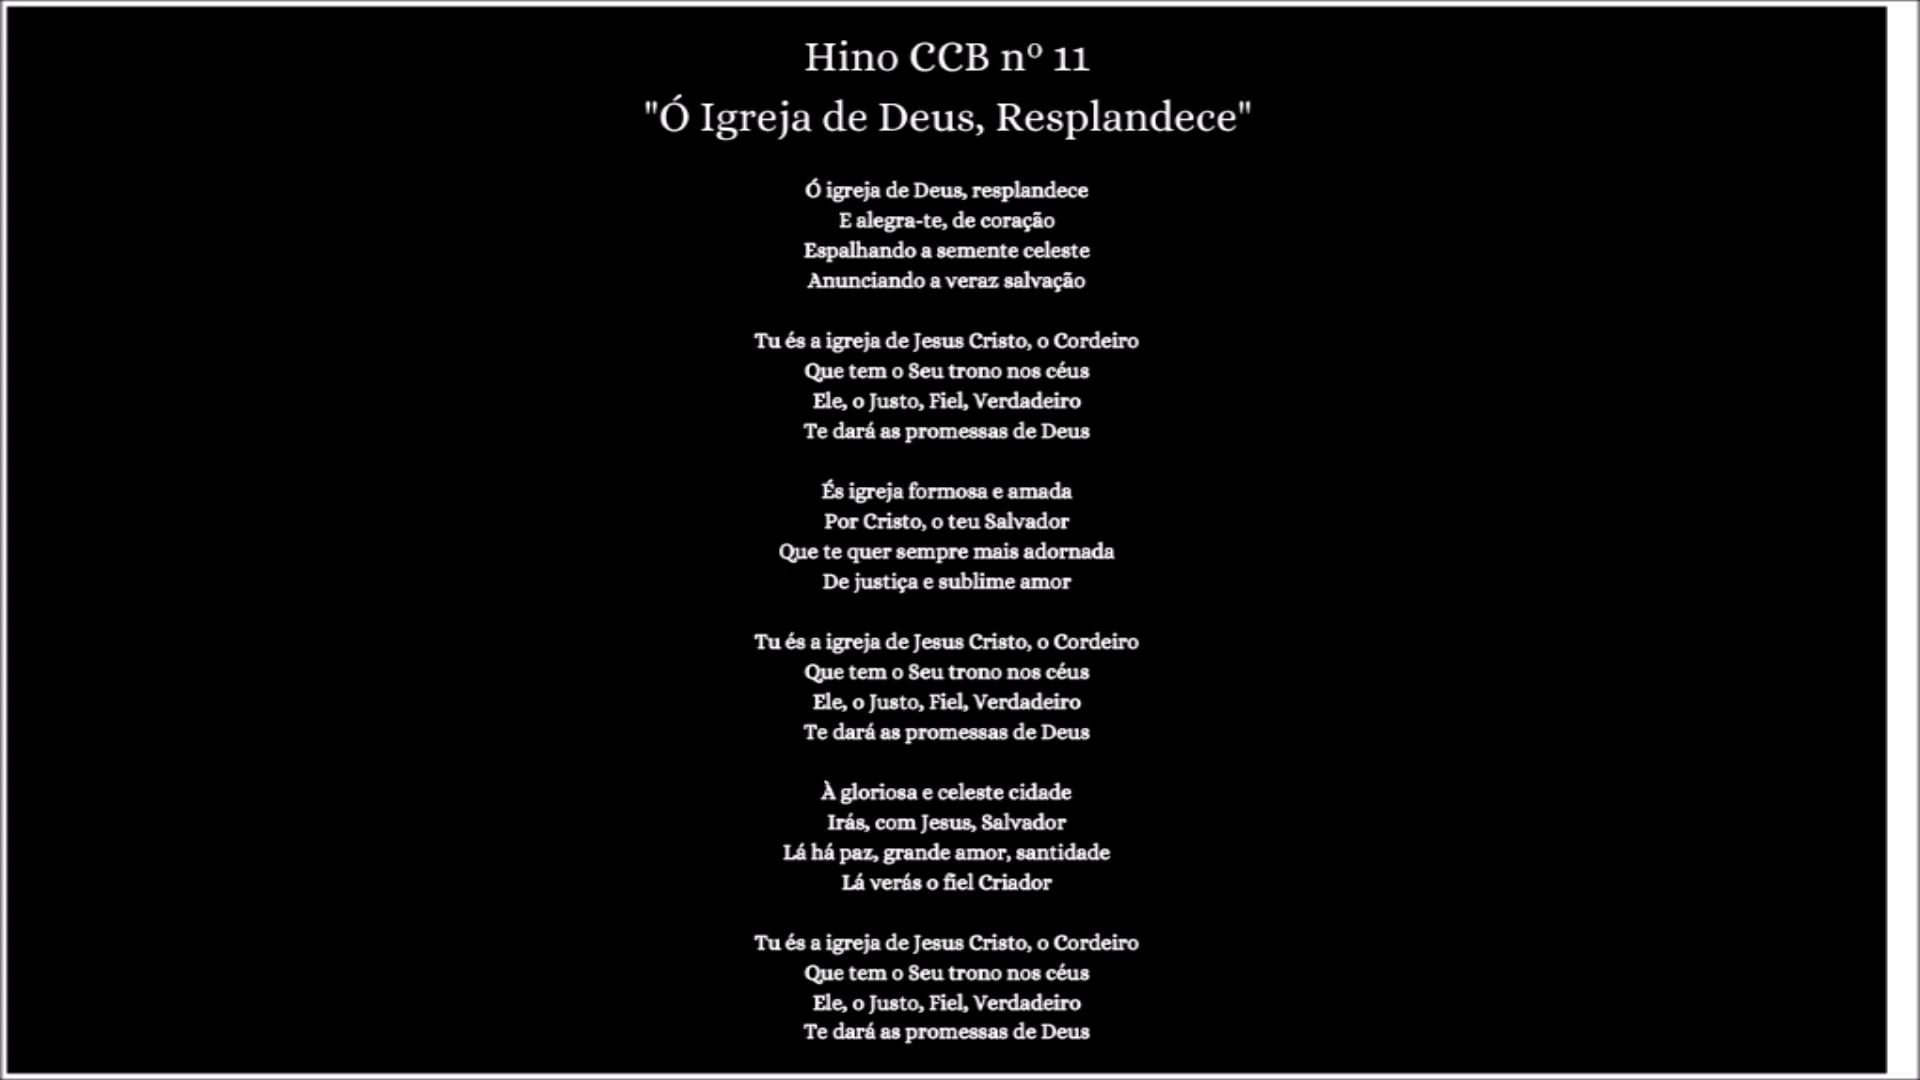 Hino CCB nº 11
"Ó Igreja de Deus, Resplandece"
Ó igreja de Deus, resplandece
E alegra-te, de coração
Espalhando a semente celeste
Anunciando a veraz salvação
Tu és a igreja de Jesus Cristo, o Cordeiro
Que tem o Seu trono nos céus
Ele, o Justo, Fiel, Verdadeiro
Te dará as promessas de Deus
És igreja formosa e amada
Por Cristo, o teu Salvador
Que te quer sempre mais adornada
De justiça e sublime amor
Tu és a igreja de Jesus Cristo, o Cordeiro
Que tem o Seu trono nos céus
Ele, o Justo, Fiel, Verdadeiro
Te dará as promessas de Deus
À gloriosa e celeste cidade
Irás, com Jesus, Salvador
Lá há paz, grande amor, santidade
Lá verás o fiel Criador
Tu és a igreja de Jesus Cristo, o Cordeiro
Que tem o Seu trono nos céus
Ele, o Justo, Fiel, Verdadeiro
Te dará as promessas de Deus